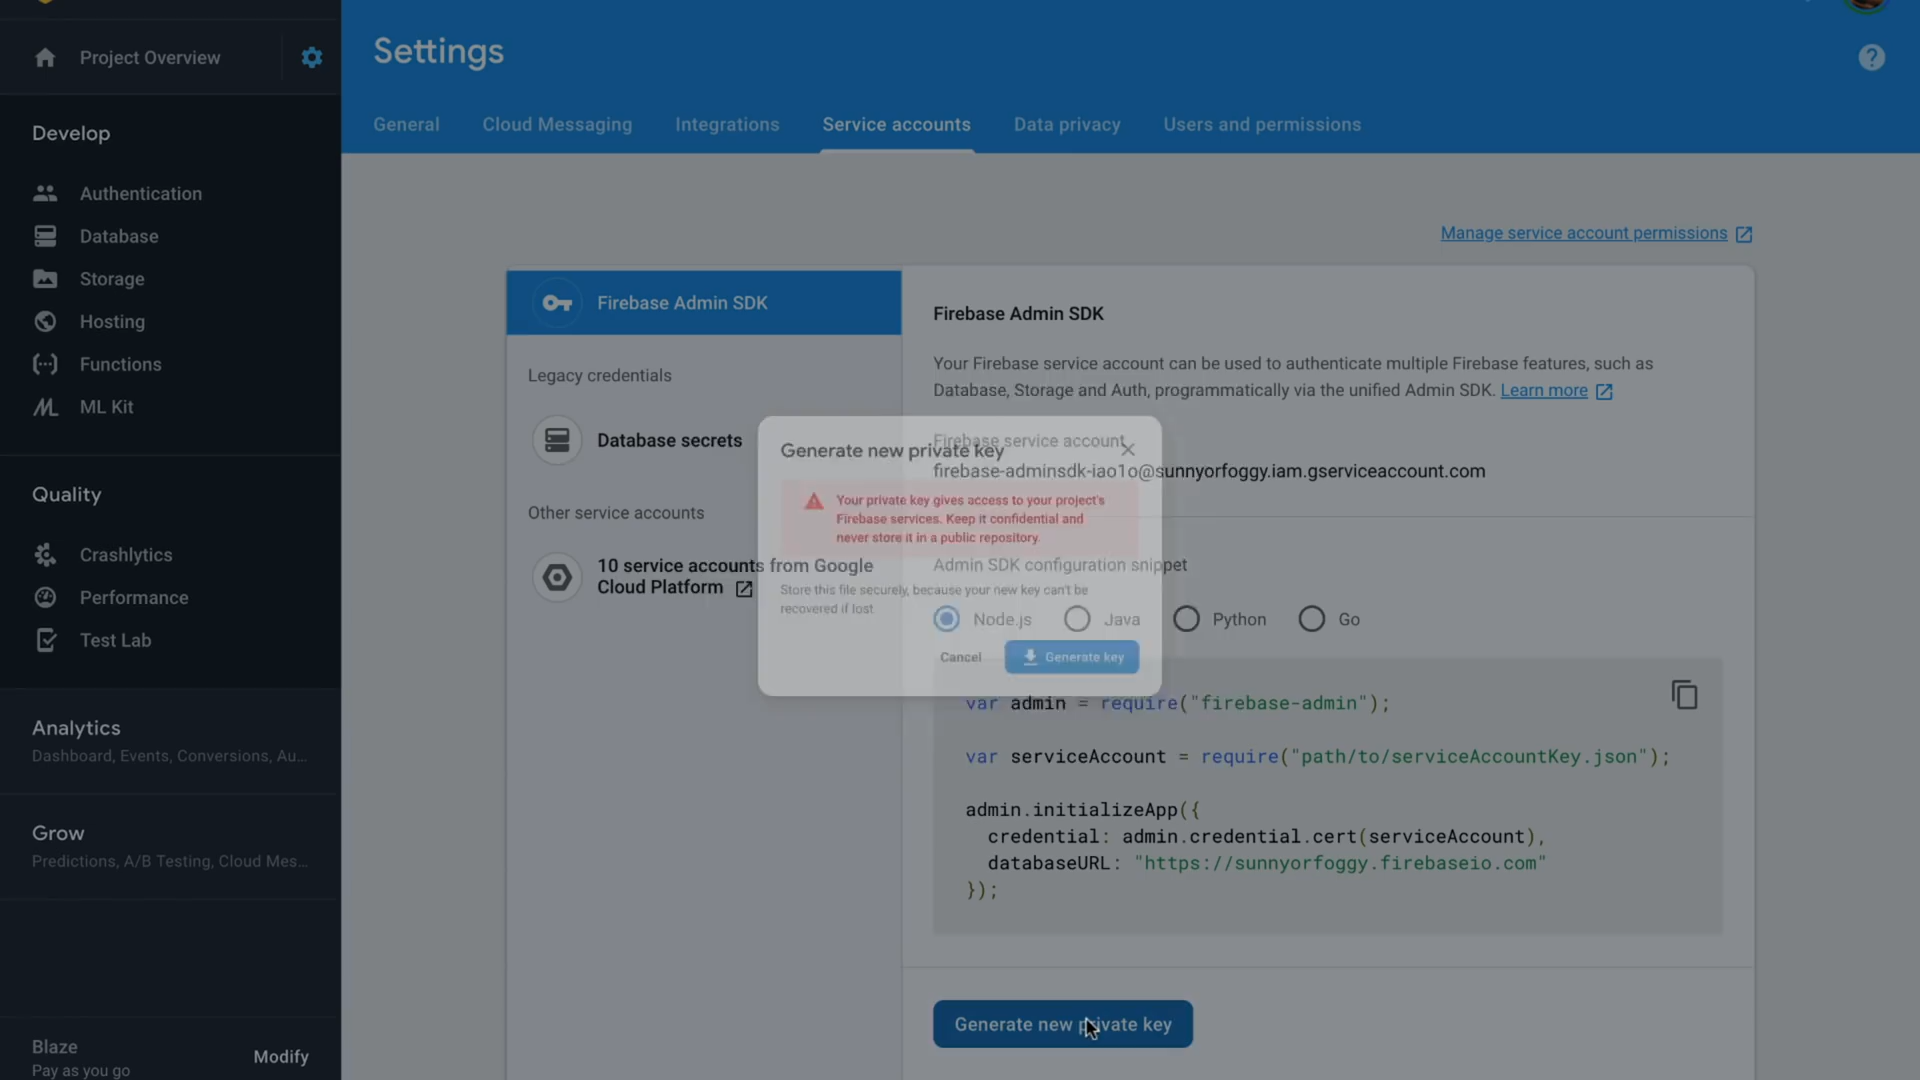 Project Overview
Develop
Authentication
Database
Storage
Hosting
Functions
ML Kit
Quality
Crashlytics
Performance
Test Lab
Analytics
Dashboard, Events, Conversions, Au...
Grow
Predictions, A/B Testing, Cloud Mes...
Blaze
Pay as you go
Modify
Settings
General
Cloud Messaging
Integrations
Service accounts
Data privacy
Users and permissions
Manage service account permissions
Firebase Admin SDK
Legacy credentials
Database secrets
Other service accounts
10 service accounts from Google
Cloud Platform
Firebase Admin SDK
Your Firebase service account can be used to authenticate multiple Firebase features, such as
Database, Storage and Auth, programmatically via the unified Admin SDK. Learn more
Firebase service account
firebase-adminsdk-iao1o@sunnyorfoggy.iam.gserviceaccount.com
Admin SDK configuration snippet
Node.js
Java
Python
Go
var admin = require("firebase-admin");
var serviceAccount = require("path/to/serviceAccountKey.json");
admin.initializeApp({
credential: admin.credential.cert(serviceAccount),
databaseURL: "https://sunnyorfoggy.firebaseio.com"
});
Generate new private key
Generate new private key
Your private key gives access to your project's
Firebase services. Keep it confidential and
never store it in a public repository.
Store this file securely, because your new key can't be
recovered if lost.
Cancel
Generate key